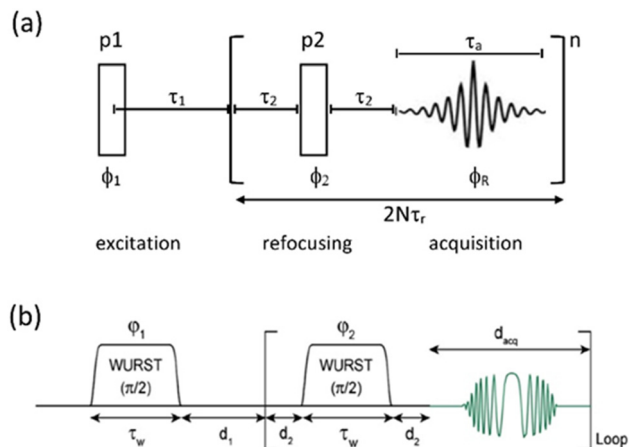 (a)
p1 p2 τa n
τ1 τ2 τ2
ϕ1 ϕ2 ϕR
2Nτr
excitation refocusing acquisition
(b)
φ1 φ2 dacq
WURST WURST
(π/2) (π/2)
τw d1 d2 τw d2 Loop